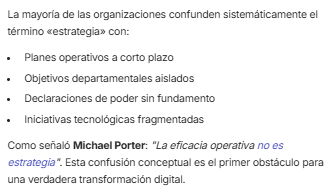 La mayoría de las organizaciones confunden sistemáticamente el
término «estrategia» con:
• Planes operativos a corto plazo
• Objetivos departamentales aislados
• Declaraciones de poder sin fundamento
• Iniciativas tecnológicas fragmentadas
Como señaló Michael Porter: "La eficacia operativa no es
estrategia". Esta confusión conceptual es el primer obstáculo para
una verdadera transformación digital.